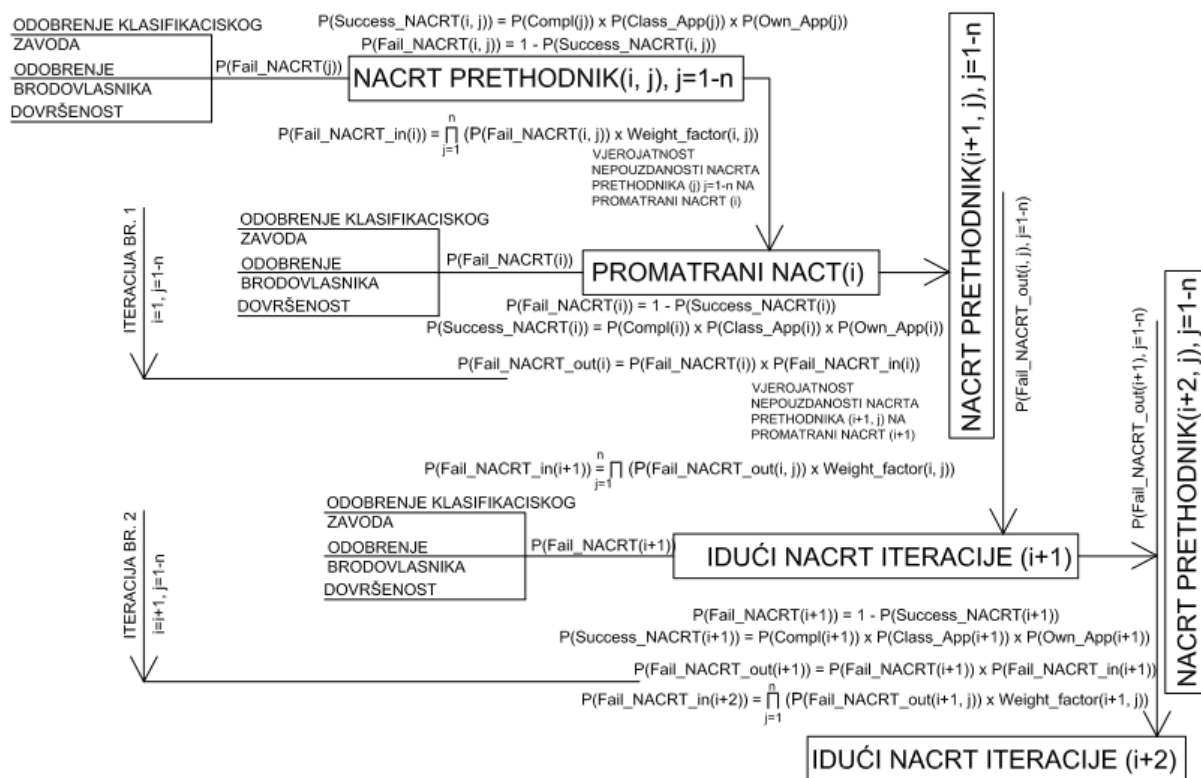 ODOBRENJE KLASIFIKACISKOG
ZAVODA
ODOBRENJE
BRODOVLASNIKA
DOVRŠENOST
P(Fail_NACRT(j))
P(Success_NACRT(i, j)) = P(Compl(j)) x P(Class_App(j)) x P(Own_App(j))
P(Fail_NACRT(i, j)) = 1 - P(Success_NACRT(i, j))
NACRT PRETHODNIK(i, j), j=1-n
P(Fail_NACRT_in(i)) = ∏ (P(Fail_NACRT(i, j)) x Weight_factor(i, j))
n
j=1
VJEROJATNOST
NEPOUZDANOSTI NACRTA
PRETHODNIKA (j) j=1-n NA
PROMATRANI NACRT (i)
NACRT PRETHODNIK(i+1, j), j=1-n
ITERACIJA BR. 1
i=1, j=1-n
ODOBRENJE KLASIFIKACISKOG
ZAVODA
ODOBRENJE
BRODOVLASNIKA
DOVRŠENOST
P(Fail_NACRT(i))
PROMATRANI NACT(i)
P(Fail_NACRT(i)) = 1 - P(Success_NACRT(i))
P(Success_NACRT(i)) = P(Compl(i)) x P(Class_App(i)) x P(Own_App(i))
P(Fail_NACRT_out(i) = P(Fail_NACRT(i)) x P(Fail_NACRT_in(i))
P(Fail_NACRT_out(i, j), j=1-n)
VJEROJATNOST
NEPOUZDANOSTI NACRTA
PRETHODNIKA (i+1, j) NA
PROMATRANI NACRT (i+1)
P(Fail_NACRT_in(i+1)) = ∏ (P(Fail_NACRT_out(i, j)) x Weight_factor(i, j))
n
j=1
ITERACIJA BR. 2
i=i+1, j=1-n
ODOBRENJE KLASIFIKACISKOG
ZAVODA
ODOBRENJE
BRODOVLASNIKA
DOVRŠENOST
P(Fail_NACRT(i+1))
IDUĆI NACRT ITERACIJE (i+1)
P(Fail_NACRT_out(i+1), j=1-n)
NACRT PRETHODNIK(i+2, j), j=1-n
P(Fail_NACRT(i+1)) = 1 - P(Success_NACRT(i+1))
P(Success_NACRT(i+1)) = P(Compl(i+1)) x P(Class_App(i+1)) x P(Own_App(i+1))
P(Fail_NACRT_out(i+1)) = P(Fail_NACRT(i+1)) x P(Fail_NACRT_in(i+1))
P(Fail_NACRT_in(i+2)) = ∏ (P(Fail_NACRT_out(i+1, j)) x Weight_factor(i+1, j))
n
j=1
IDUĆI NACRT ITERACIJE (i+2)